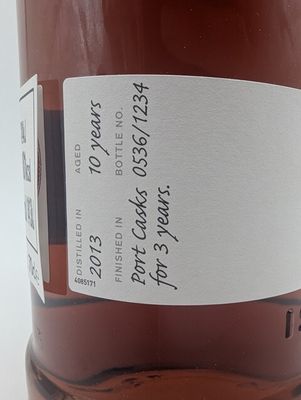 DISTILLED IN AGED
2013 10 years
FINISHED IN BOTTLE NO.
Port Casks 0536/1234
for 3 years.
4085171